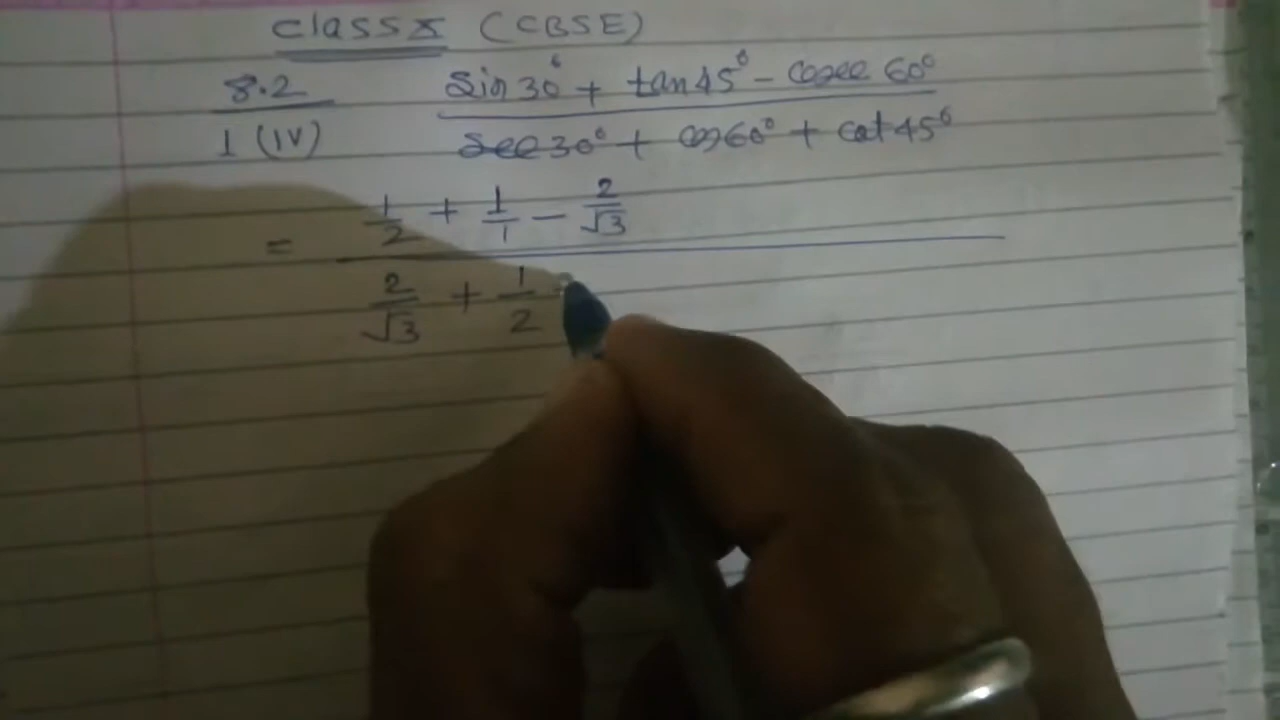 Class X (CBSE)
8.2 sin 30° + tan 45° - cosec 60°
1 (IV) sec 30° + cos 60° + cot 45°
= 1/2 + 1/1 - 2/√3
2/√3 + 1/2